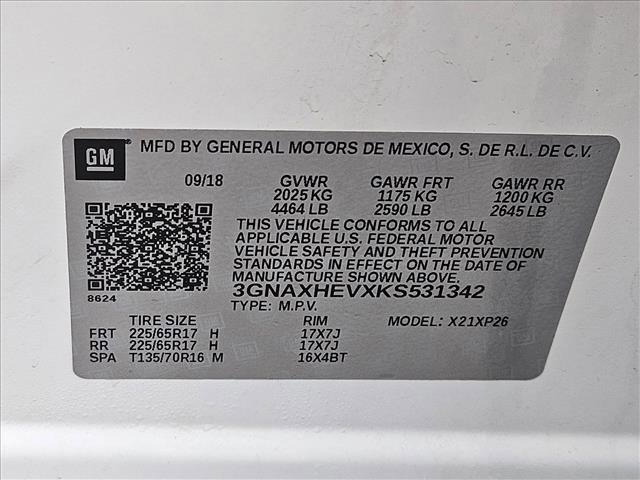 GM
MFD BY GENERAL MOTORS DE MEXICO, S. DE R.L. DE C.V.
09/18 GVWR GAWR FRT GAWR RR
2025 KG 1175 KG 1200 KG
4464 LB 2590 LB 2645 LB
THIS VEHICLE CONFORMS TO ALL
APPLICABLE U.S. FEDERAL MOTOR
VEHICLE SAFETY AND THEFT PREVENTION
STANDARDS IN EFFECT ON THE DATE OF
MANUFACTURE SHOWN ABOVE.
8624 3GNAXHEVXKS531342
TYPE: M.P.V. MODEL: X21XP26
TIRE SIZE RIM
FRT 225/65R17 H 17X7J
RR 225/65R17 H 17X7J
SPA T135/70R16 M 16X4BT